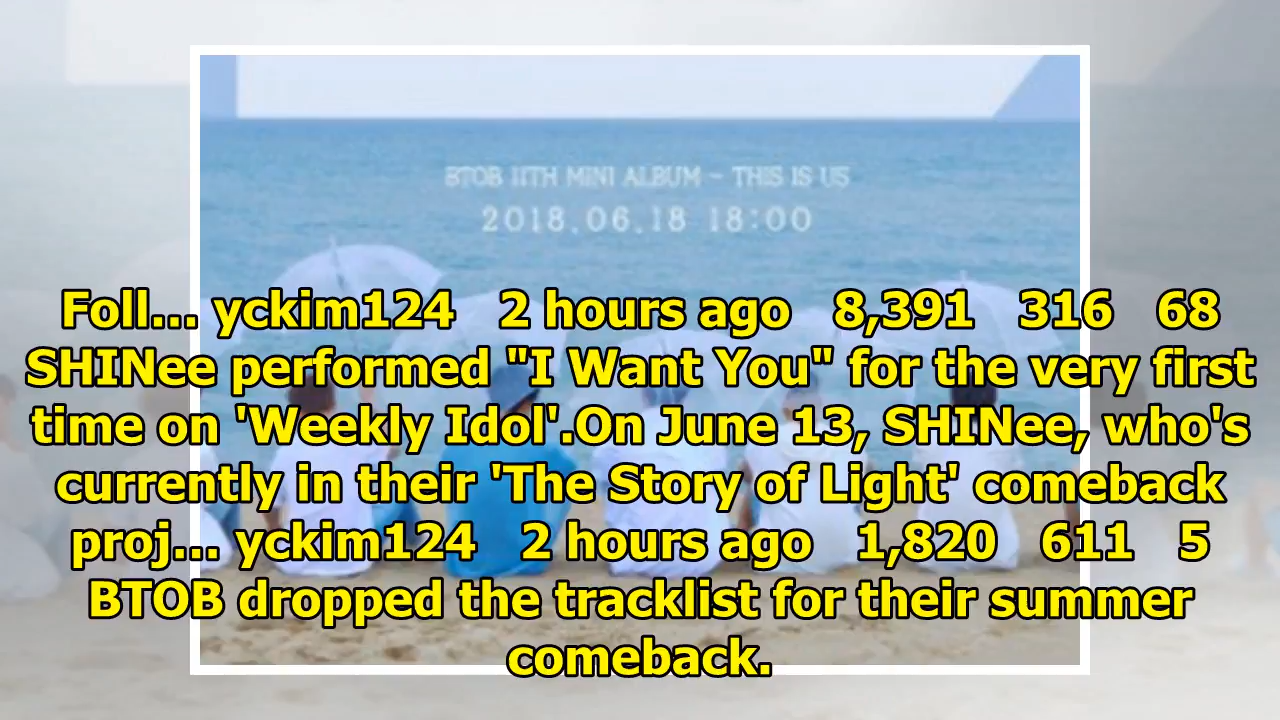 BTOB 11TH MINI ALBUM - THIS IS US
2018.06.18 18:00
Foll... yckim124 2 hours ago 8,391 316 68
SHINee performed "I Want You" for the very first
time on 'Weekly Idol'.On June 13, SHINee, who's
currently in their 'The Story of Light' comeback
proj... yckim124 2 hours ago 1,820 611 5
BTOB dropped the tracklist for their summer
comeback.